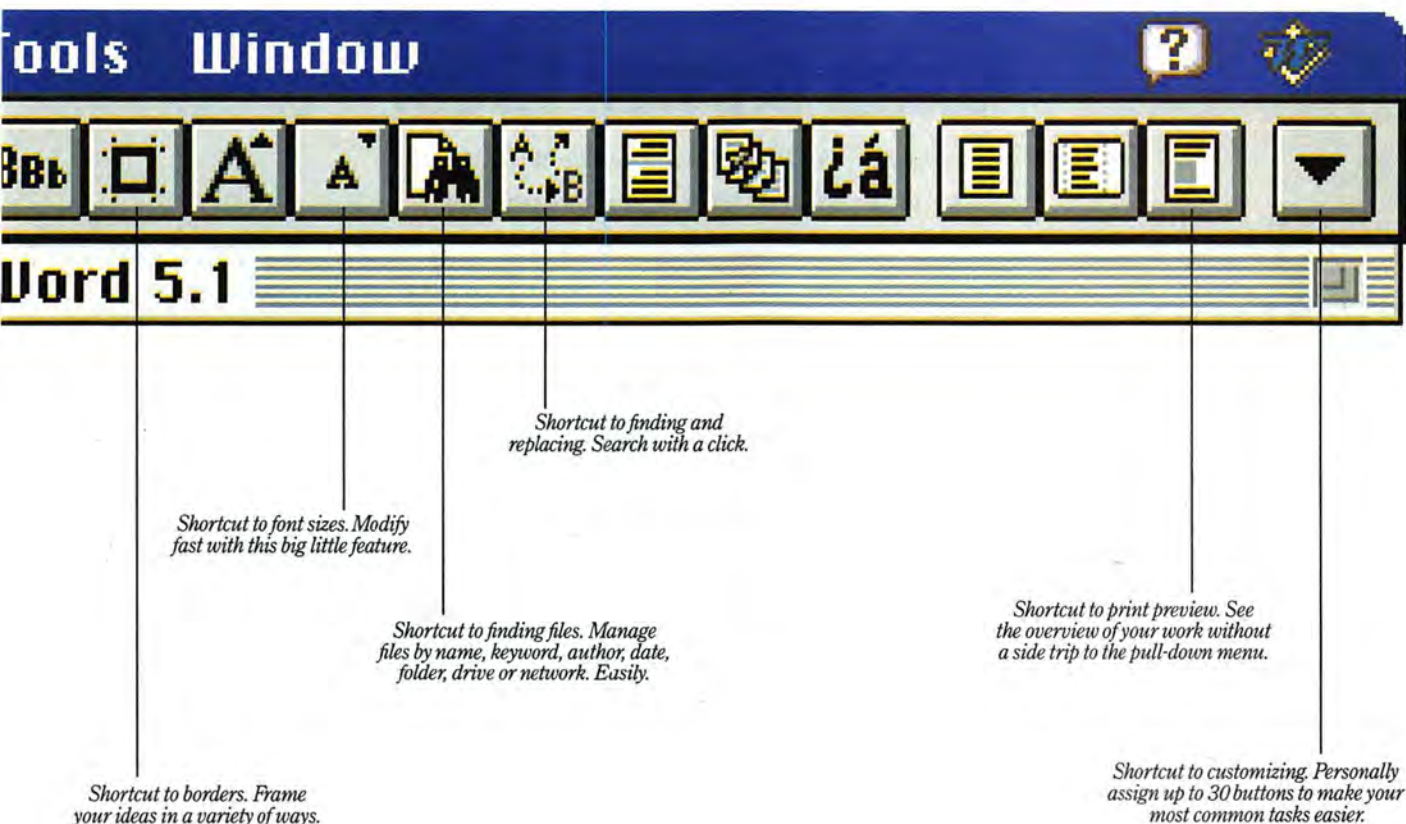 ools Window ?
BBb A A A B ¿á
Word 5.1
Shortcut to finding and
replacing. Search with a click.
Shortcut to font sizes. Modify
fast with this big little feature.
Shortcut to finding files. Manage
files by name, keyword, author, date,
folder, drive or network. Easily.
Shortcut to print preview. See
the overview of your work without
a side trip to the pull-down menu.
Shortcut to borders. Frame
your ideas in a variety of ways.
Shortcut to customizing. Personally
assign up to 30 buttons to make your
most common tasks easier.